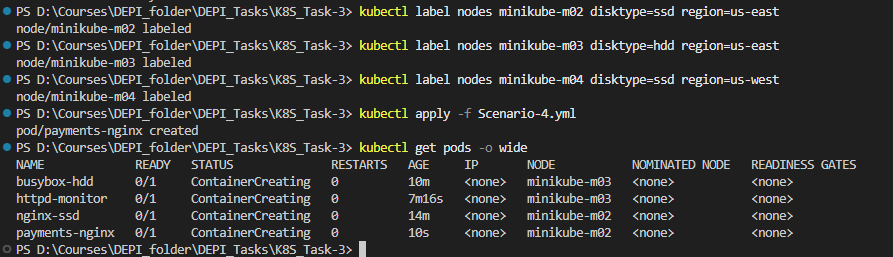 PS D:\Courses\DEPI_folder\DEPI_Tasks\K8S_Task-3> kubectl label nodes minikube-m02 disktype=ssd region=us-east
node/minikube-m02 labeled
PS D:\Courses\DEPI_folder\DEPI_Tasks\K8S_Task-3> kubectl label nodes minikube-m03 disktype=hdd region=us-east
node/minikube-m03 labeled
PS D:\Courses\DEPI_folder\DEPI_Tasks\K8S_Task-3> kubectl label nodes minikube-m04 disktype=ssd region=us-west
node/minikube-m04 labeled
PS D:\Courses\DEPI_folder\DEPI_Tasks\K8S_Task-3> kubectl apply -f Scenario-4.yml
pod/payments-nginx created
PS D:\Courses\DEPI_folder\DEPI_Tasks\K8S_Task-3> kubectl get pods -o wide
NAME READY STATUS RESTARTS AGE IP NODE NOMINATED NODE READINESS GATES
busybox-hdd 0/1 ContainerCreating 0 10m <none> minikube-m03 <none> <none>
httpd-monitor 0/1 ContainerCreating 0 7m16s <none> minikube-m03 <none> <none>
nginx-ssd 0/1 ContainerCreating 0 14m <none> minikube-m02 <none> <none>
payments-nginx 0/1 ContainerCreating 0 10s <none> minikube-m02 <none> <none>
PS D:\Courses\DEPI_folder\DEPI_Tasks\K8S_Task-3>